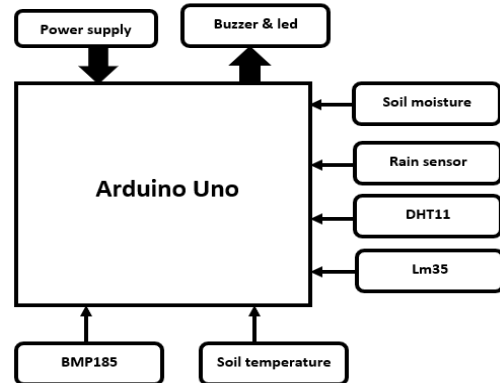 Power supply
Buzzer & led
Soil moisture
Rain sensor
Arduino Uno
DHT11
Lm35
BMP185
Soil temperature